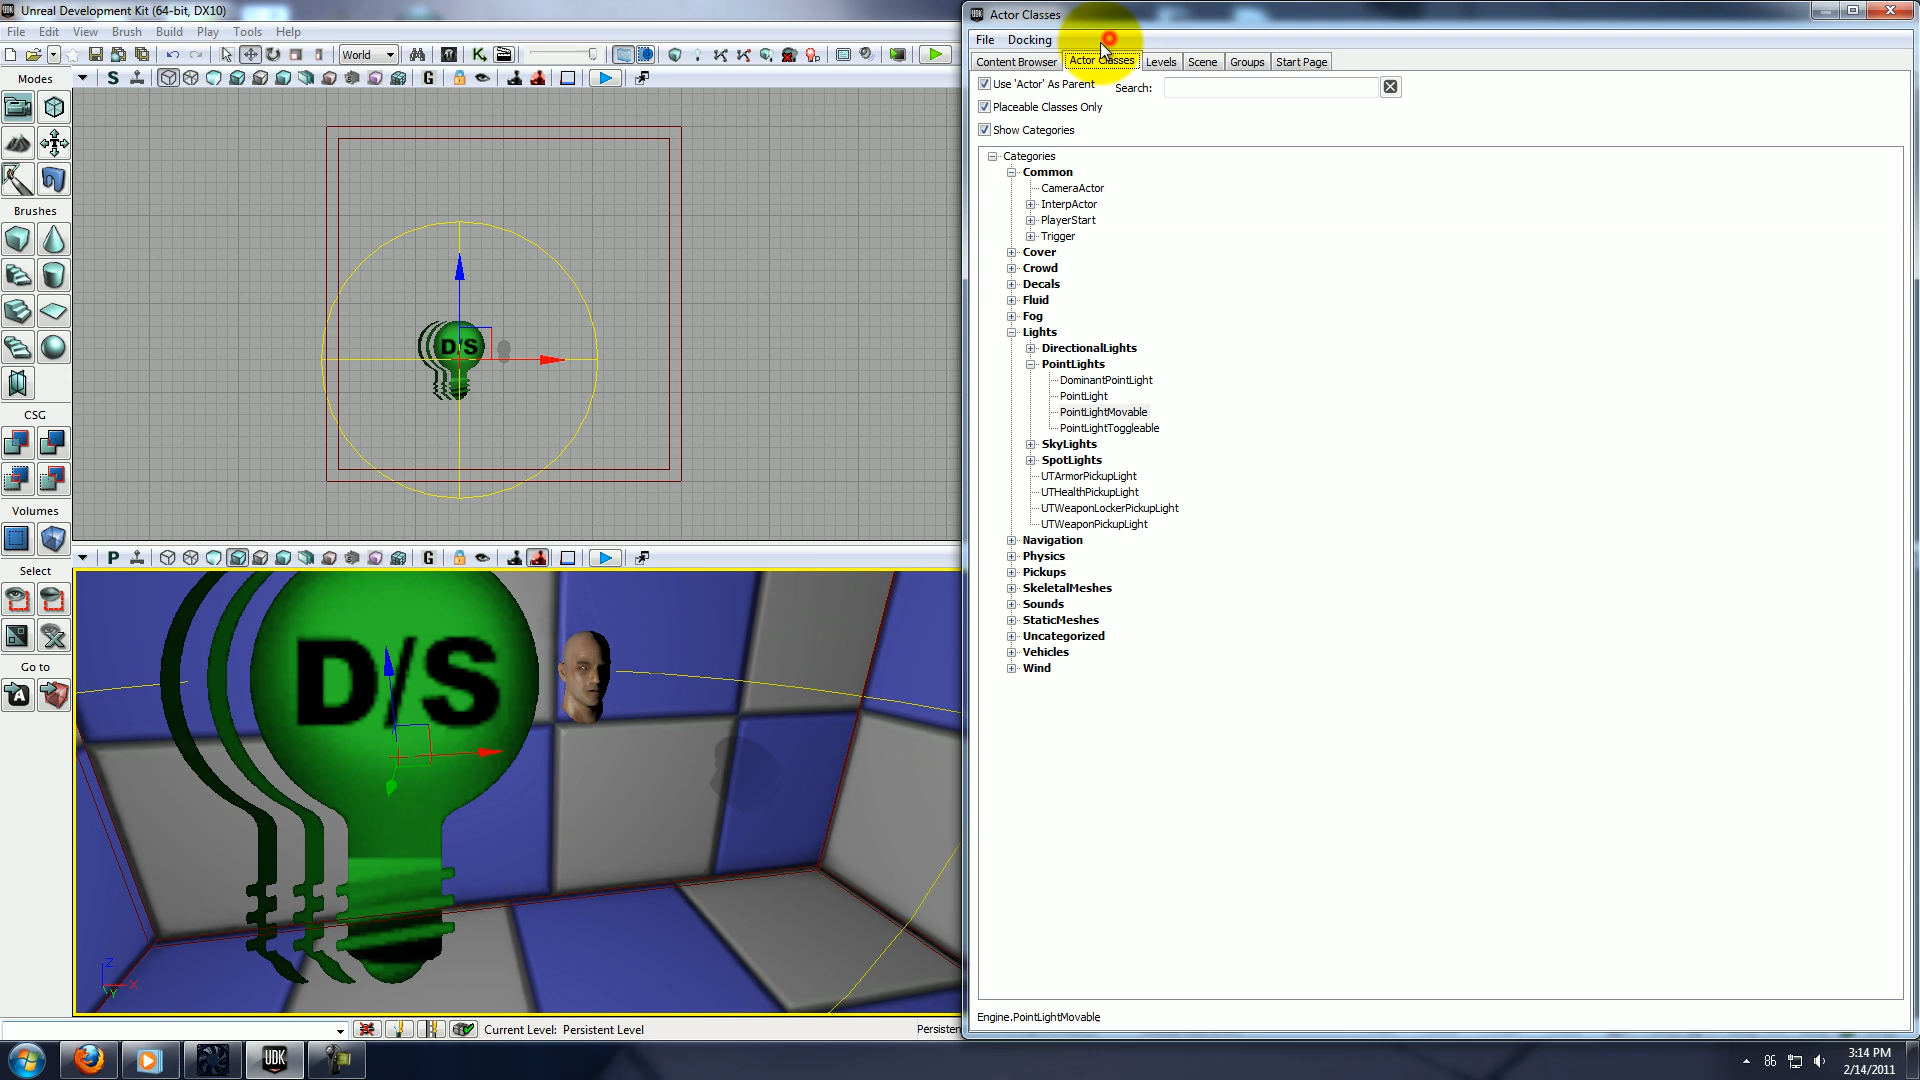 Unreal Development Kit (64-bit, DX10)
File Edit View Brush Build Play Tools Help
World
Modes
S
G
Brushes
CSG
Volumes
Select
Go to
D/S
P
G
D/S
Z
X
Y
Current Level: Persistent Level
Persisten
Actor Classes
File Docking
Content Browser Actor Classes Levels Scene Groups Start Page
Use 'Actor' As Parent Search:
Placeable Classes Only
Show Categories
Categories
Common
CameraActor
InterpActor
PlayerStart
Trigger
Cover
Crowd
Decals
Fluid
Fog
Lights
DirectionalLights
PointLights
DominantPointLight
PointLight
PointLightMovable
PointLightToggleable
SkyLights
SpotLights
UTArmorPickupLight
UTHealthPickupLight
UTWeaponLockerPickupLight
UTWeaponPickupLight
Navigation
Physics
Pickups
SkeletalMeshes
Sounds
StaticMeshes
Uncategorized
Vehicles
Wind
Engine.PointLightMovable
UDK
86
3:14 PM
2/14/2011